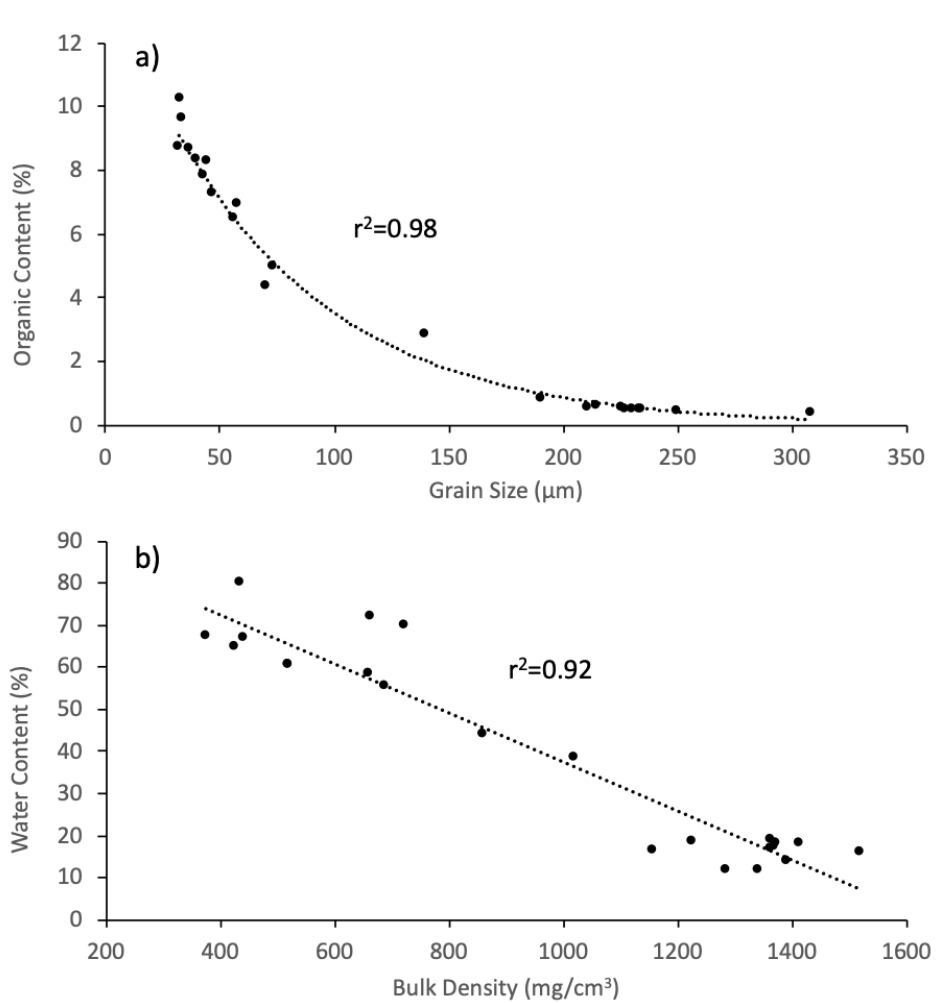 a)
12
10
8
6
4
2
0
Organic Content (%)
r²=0.98
0 50 100 150 200 250 300 350
Grain Size (μm)
b)
90
80
70
60
50
40
30
20
10
0
Water Content (%)
r²=0.92
200 400 600 800 1000 1200 1400 1600
Bulk Density (mg/cm³)